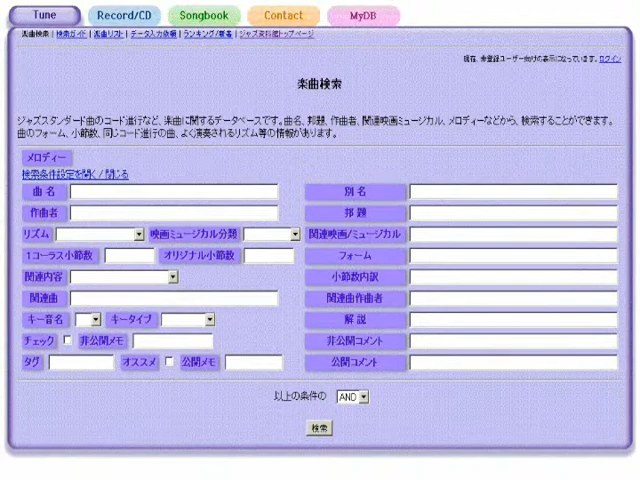 Tune Record/CD Songbook Contact MyDB
楽曲検索 | 検索ガイド | 楽曲リスト | データ入力依頼 | ランキング/新着 | ジャズ資料館トップページ
現在、未登録ユーザー向けの表示になっています。ログイン
楽曲検索
ジャズスタンダード曲のコード進行など、楽曲に関するデータベースです。曲名、邦題、作曲者、関連映画ミュージカル、メロディーなどから、検索することができます。
曲のフォーム、小節数、同じコード進行の曲、よく演奏されるリズム等の情報があります。
メロディー
検索条件設定を開く / 閉じる
曲 名 別 名
作曲者 邦 題
リズム 映画ミュージカル分類 関連映画/ミュージカル
1コーラス小節数 オリジナル小節数 フォーム
関連内容 小節数内訳
関連曲 関連曲作曲者
キー音名 キータイプ 解 説
チェック 非公開メモ 非公開コメント
タグ オススメ 公開メモ 公開コメント
以上の条件の AND
検索